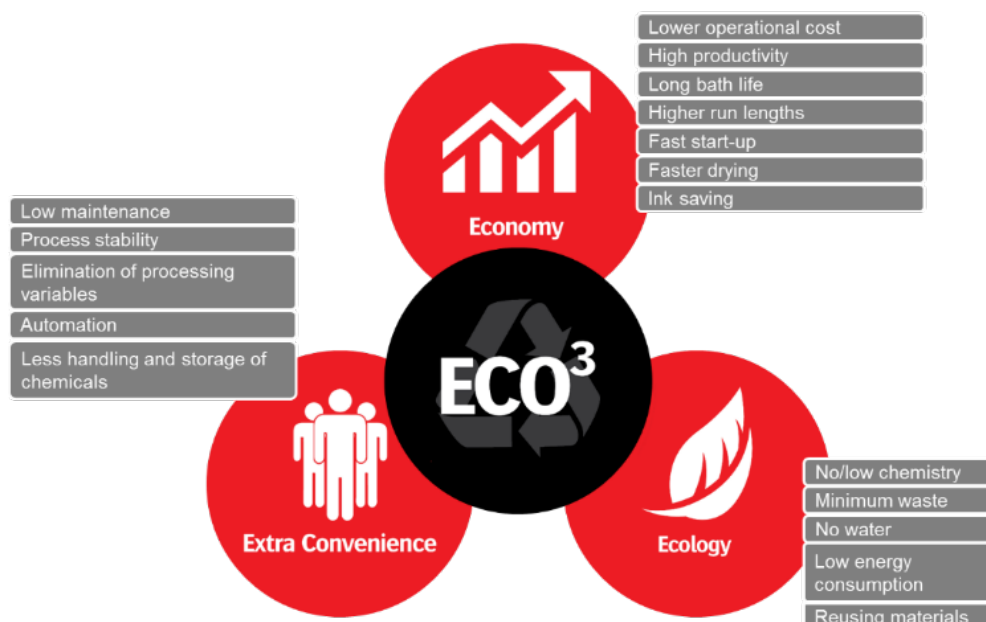 Lower operational cost
High productivity
Long bath life
Higher run lengths
Fast start-up
Faster drying
Ink saving
Economy
Low maintenance
Process stability
Elimination of processing
variables
Automation
Less handling and storage of
chemicals
ECO³
Extra Convenience
Ecology
No/low chemistry
Minimum waste
No water
Low energy
consumption
Reusing materials